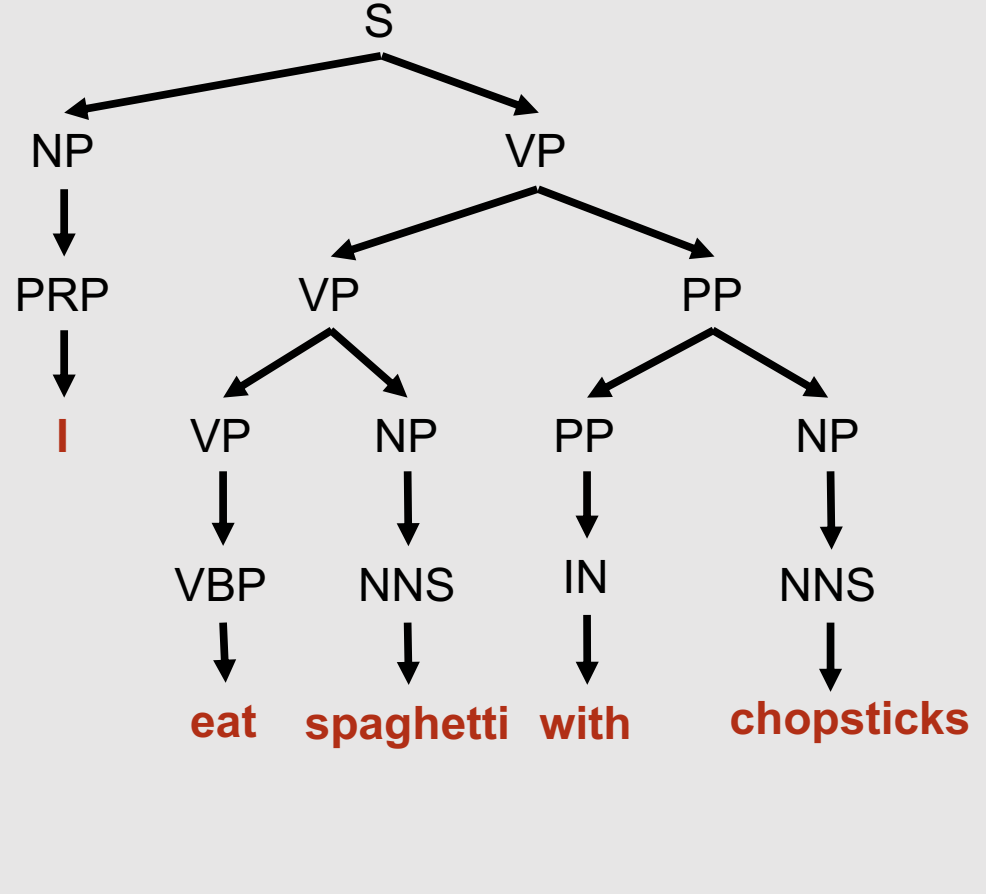 S
NP VP
PRP VP PP
I VP NP PP NP
VBP NNS IN NNS
eat spaghetti with chopsticks